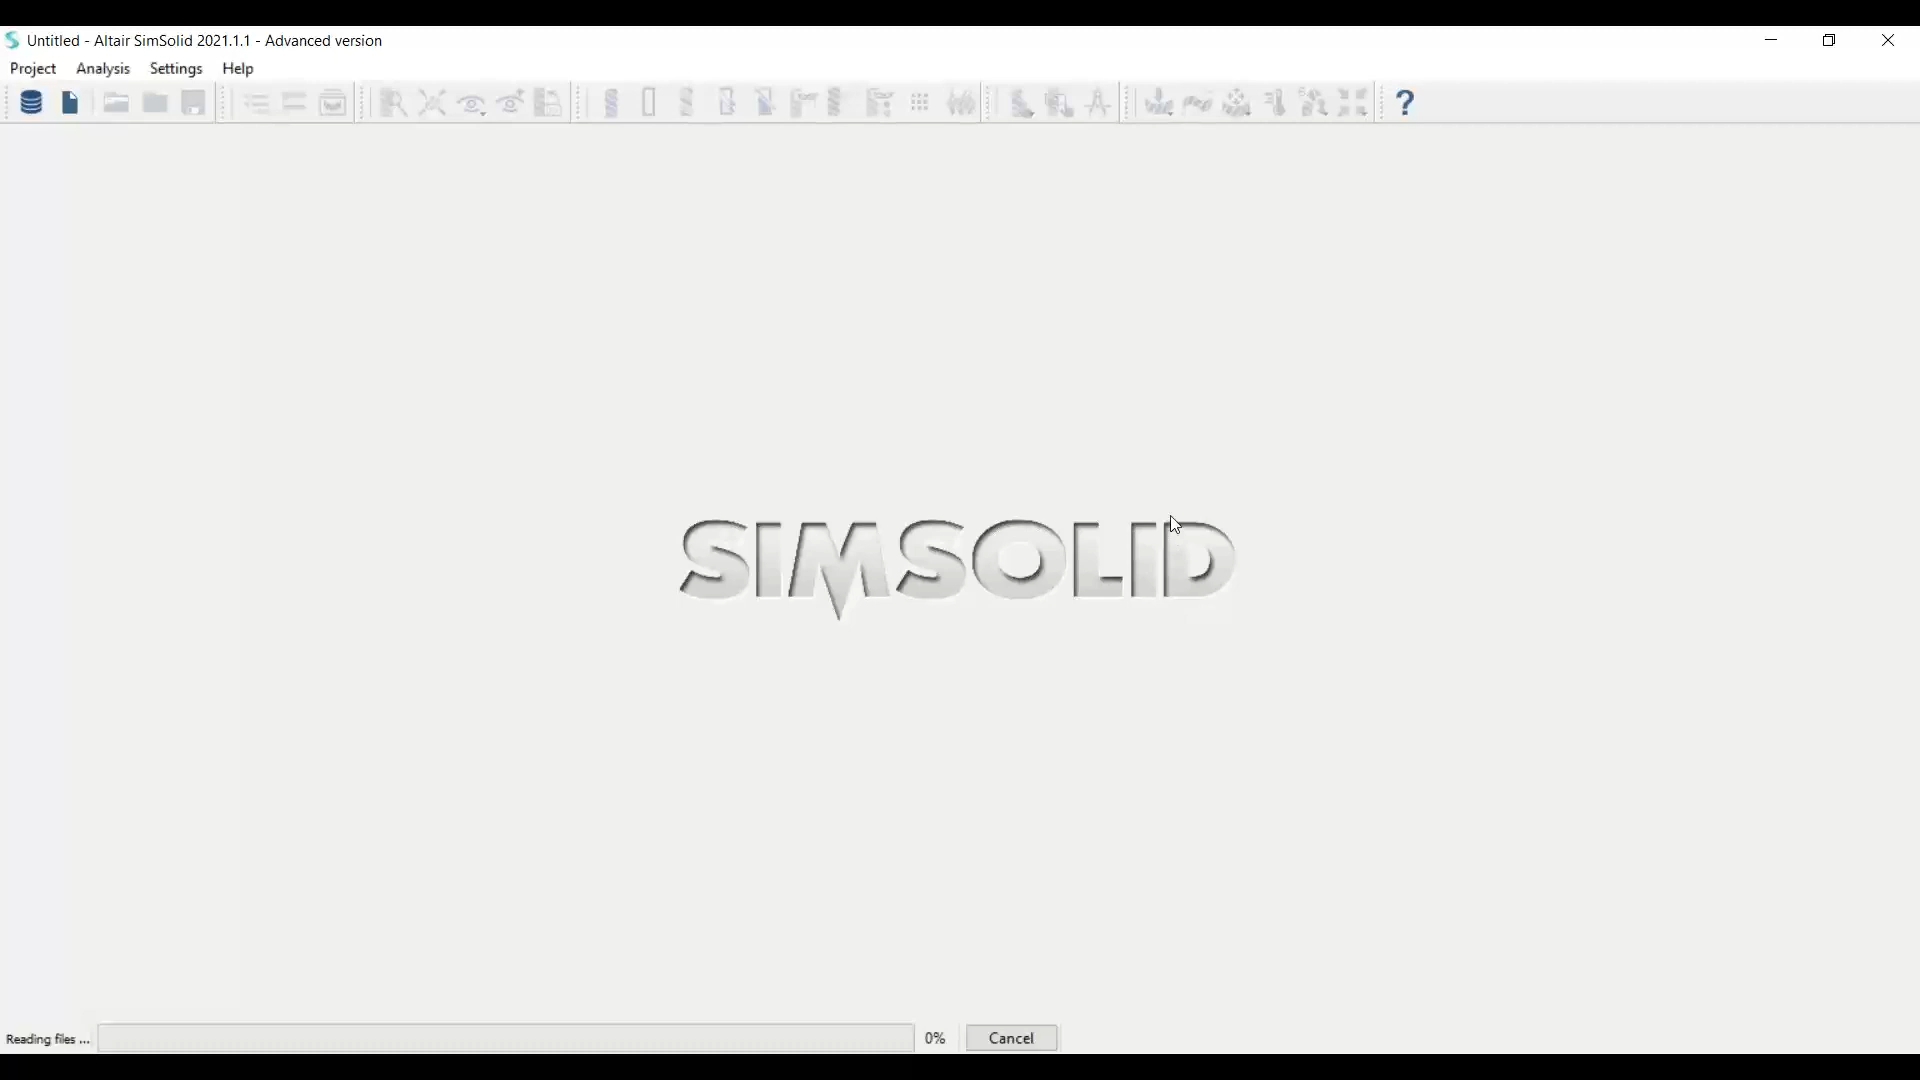 Untitled - Altair SimSolid 2021.1.1 - Advanced version
Project Analysis Settings Help
?
SIMSOLID
Reading files ... 0% Cancel